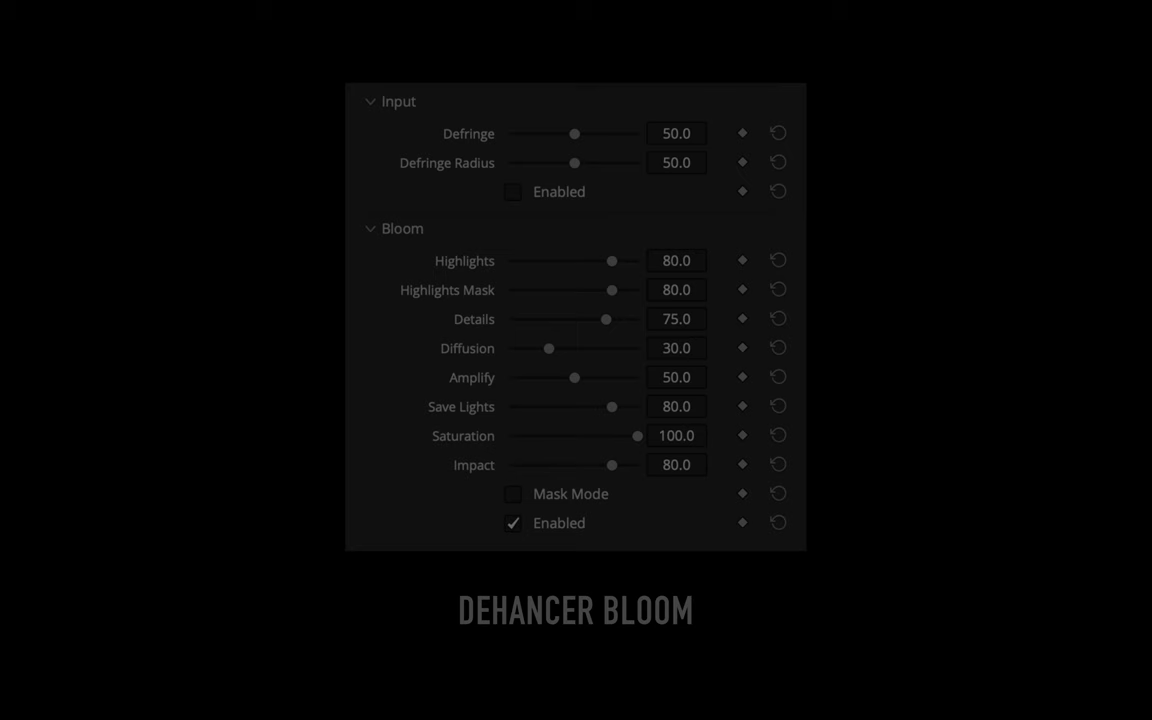 Input
Defringe 50.0
Defringe Radius 50.0
Enabled
Bloom
Highlights 80.0
Highlights Mask 80.0
Details 75.0
Diffusion 30.0
Amplify 50.0
Save Lights 80.0
Saturation 100.0
Impact 80.0
Mask Mode
Enabled
DEHANCER BLOOM